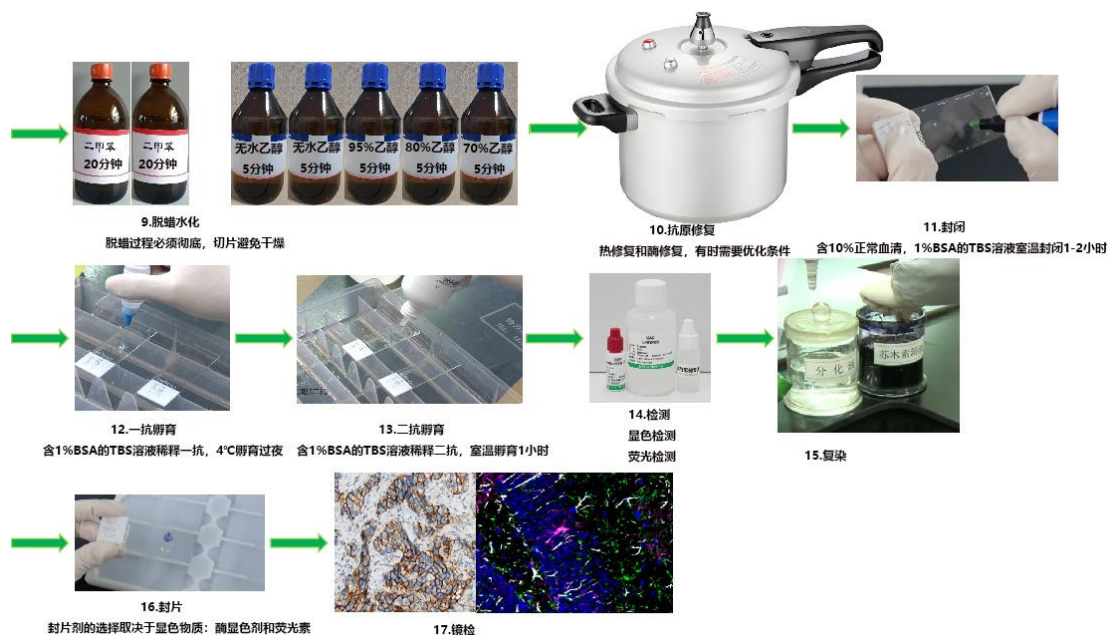 二甲苯
20分钟
二甲苯
20分钟
无水乙醇
5分钟
无水乙醇
5分钟
95%乙醇
5分钟
80%乙醇
5分钟
70%乙醇
5分钟
9.脱蜡水化
脱蜡过程必须彻底，切片避免干燥
10.抗原修复
热修复和酶修复，有时需要优化条件
11.封闭
含10%正常血清，1%BSA的TBS溶液室温封闭1-2小时
12.一抗孵育
含1%BSA的TBS溶液稀释一抗，4℃孵育过夜
13.二抗孵育
含1%BSA的TBS溶液稀释二抗，室温孵育1小时
14.检测
显色检测
荧光检测
分化
苏木素
15.复染
16.封片
封片剂的选择取决于显色物质：酶显色剂和荧光素
17.镜检